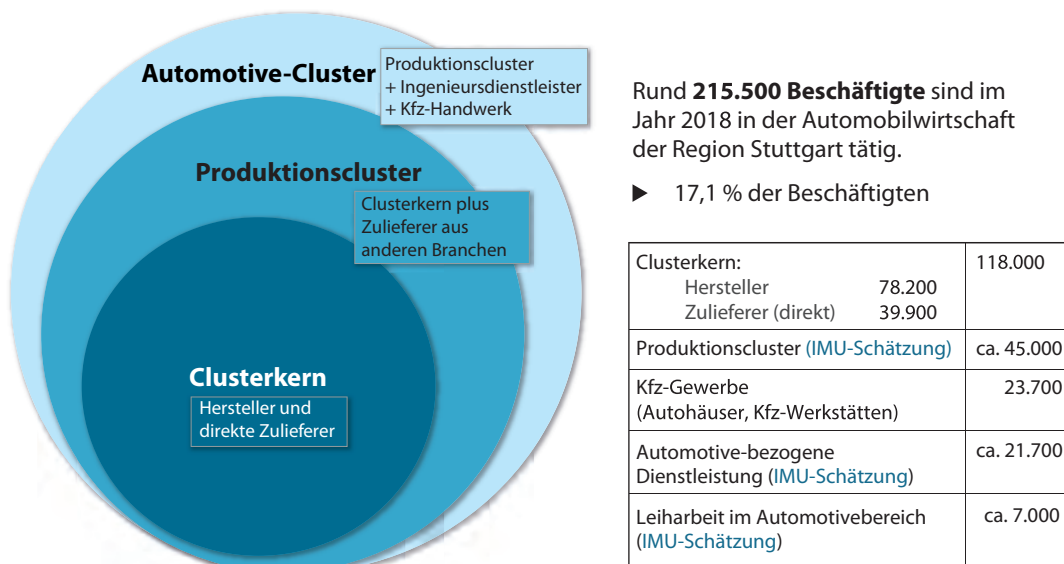 Automotive-Cluster
Produktionscluster
+ Ingenieursdienstleister
+ Kfz-Handwerk
Produktionscluster
Clusterkern plus
Zulieferer aus
anderen Branchen
Clusterkern
Hersteller und
direkte Zulieferer
Rund 215.500 Beschäftigte sind im
Jahr 2018 in der Automobilwirtschaft
der Region Stuttgart tätig.
▶ 17,1 % der Beschäftigten
Clusterkern: 118.000
Hersteller 78.200
Zulieferer (direkt) 39.900
Produktionscluster (IMU-Schätzung) ca. 45.000
Kfz-Gewerbe 23.700
(Autohäuser, Kfz-Werkstätten)
Automotive-bezogene ca. 21.700
Dienstleistung (IMU-Schätzung)
Leiharbeit im Automotivebereich ca. 7.000
(IMU-Schätzung)